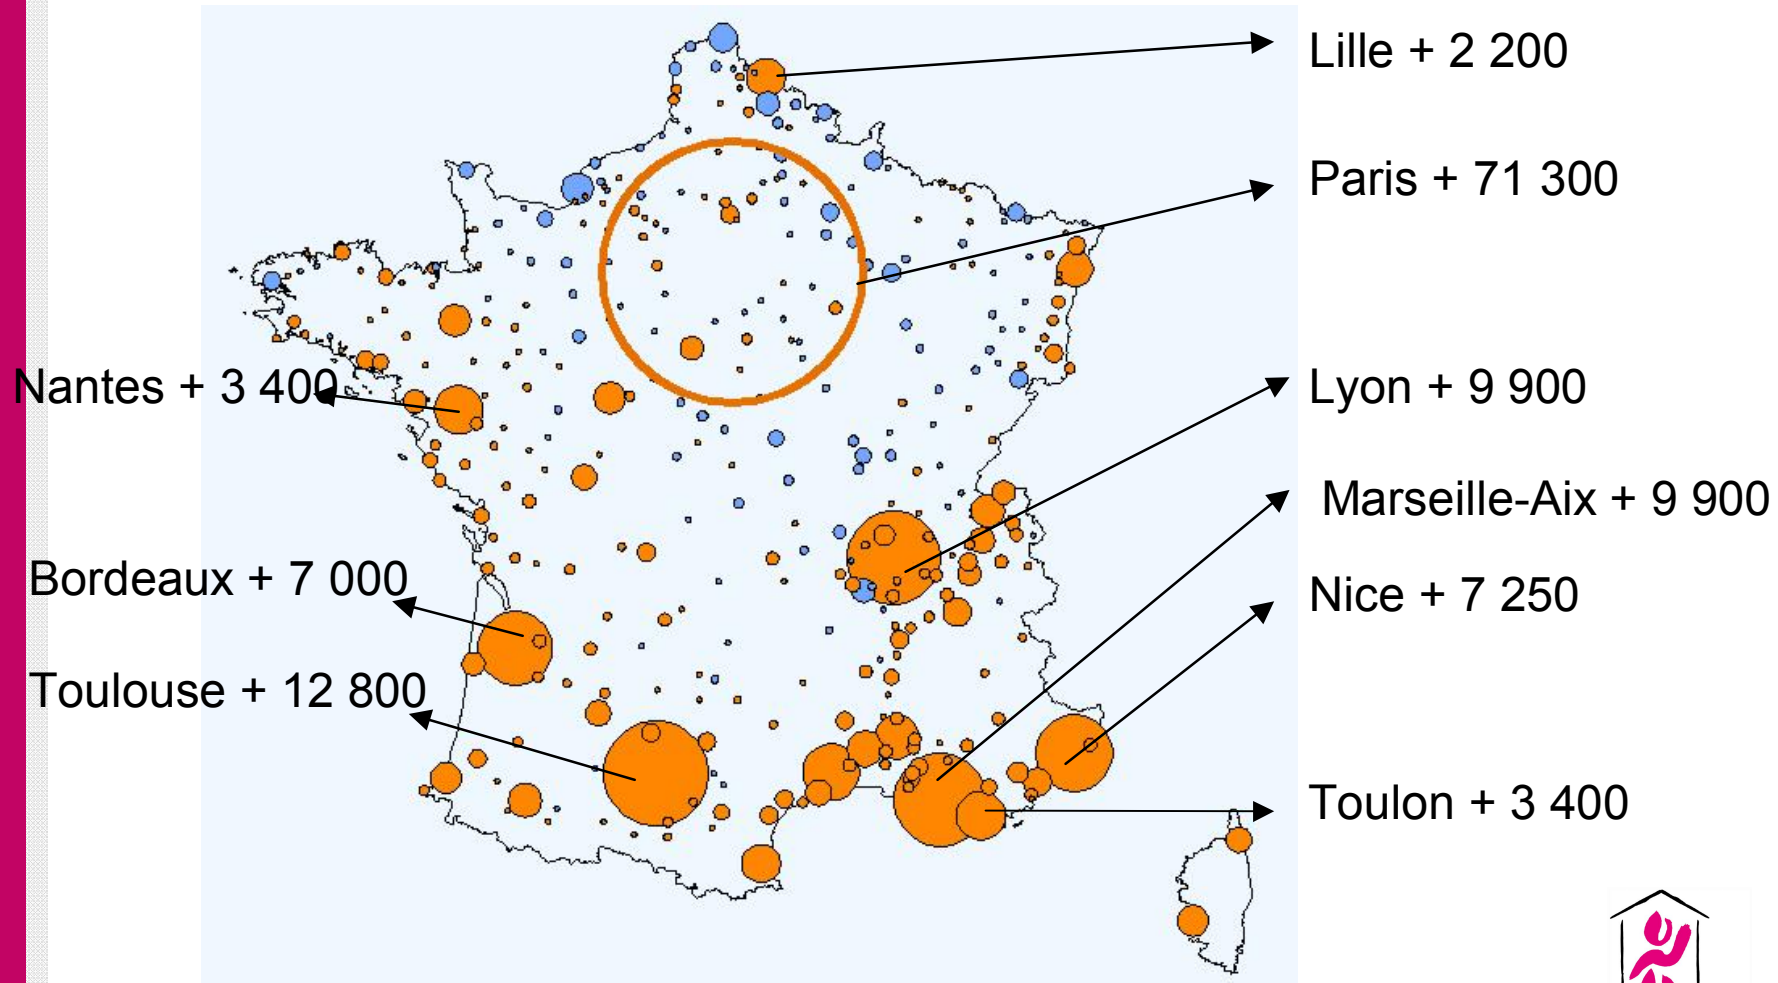 Lille + 2 200
Paris + 71 300
Nantes + 3 400
Lyon + 9 900
Marseille-Aix + 9 900
Bordeaux + 7 000
Nice + 7 250
Toulouse + 12 800
Toulon + 3 400